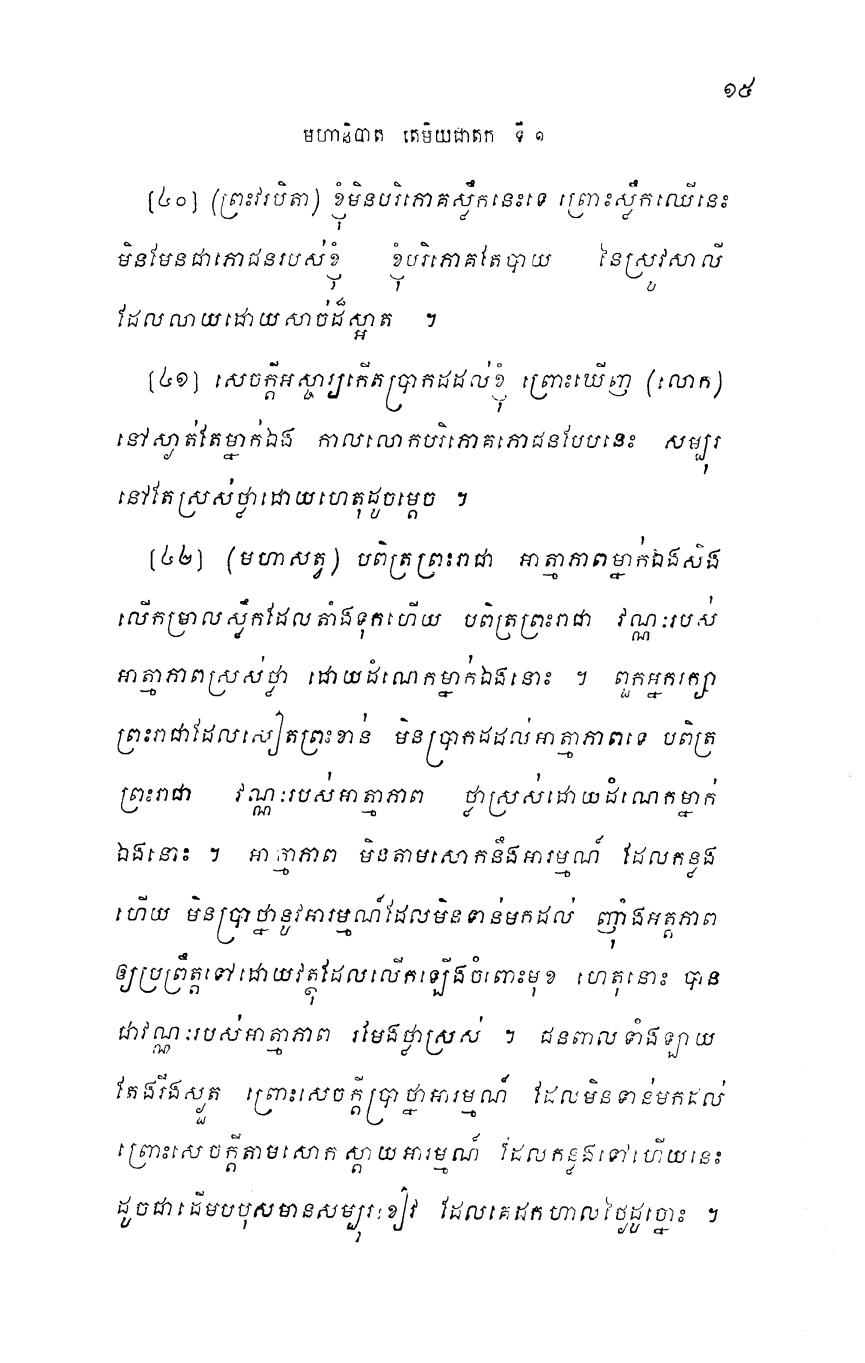 ១៥
មហានិបាត តេមិយជាតក ទី ១
[៤០] (ព្រះវរបិតា) ខ្ញុំមិនបរិភោគស្លឹកនេះទេ ព្រោះស្លឹកឈើនេះ
មិនមែនជាភោជនរបស់ខ្ញុំ ខ្ញុំបរិភោគតែបាយ នៃស្រូវសាលី
ដែលលាយដោយសាច់ដ៏ស្អាត ។
[៤១] សេចក្តីអស្ចារ្យកើតប្រាកដដល់ខ្ញុំ ព្រោះឃើញ (លោក)
នៅស្ងាត់តែម្នាក់ឯង កាលលោកបរិភោគភោជនបែបនេះ សម្បុរ
នៅតែស្រស់ថ្លាដោយហេតុដូចម្តេច ។
[៤២] (មហាសត្វ) បពិត្រព្រះរាជា អាត្មាភាពម្នាក់ឯងសិង
លើកម្រាលស្លឹកដែលតាំងទុកហើយ បពិត្រព្រះរាជា វណ្ណៈរបស់
អាត្មាភាពស្រស់ថ្លា ដោយដំណេកម្នាក់ឯងនោះ ។ ពួកអ្នករក្សា
ព្រះរាជាដែលសៀតព្រះខាន់ មិនប្រាកដដល់អាត្មាភាពទេ បពិត្រ
ព្រះរាជា វណ្ណៈរបស់អាត្មាភាព ថ្លាស្រស់ដោយដំណេកម្នាក់
ឯងនោះ ។ អាត្មាភាព មិនតាមសោកនឹងអារម្មណ៍ ដែលកន្លង
ហើយ មិនប្រាថ្នានូវអារម្មណ៍ដែលមិនទាន់មកដល់ ញ៉ាំងអត្តភាព
ឲ្យប្រព្រឹត្តទៅដោយវត្ថុដែលលើកឡើងចំពោះមុខ ហេតុនោះ បាន
ជាវណ្ណៈរបស់អាត្មាភាព រមែងថ្លាស្រស់ ។ ជនពាលទាំងឡាយ
តែងរីងស្ងួត ព្រោះសេចក្តីប្រាថ្នាអារម្មណ៍ ដែលមិនទាន់មកដល់
ព្រោះសេចក្តីតាមសោកស្តាយអារម្មណ៍ ដែលកន្លងទៅហើយនេះ
ដូចជាដើមបបុសមានសម្បុរខៀវ ដែលគេដកហាលថ្ងៃដូច្នោះ ។